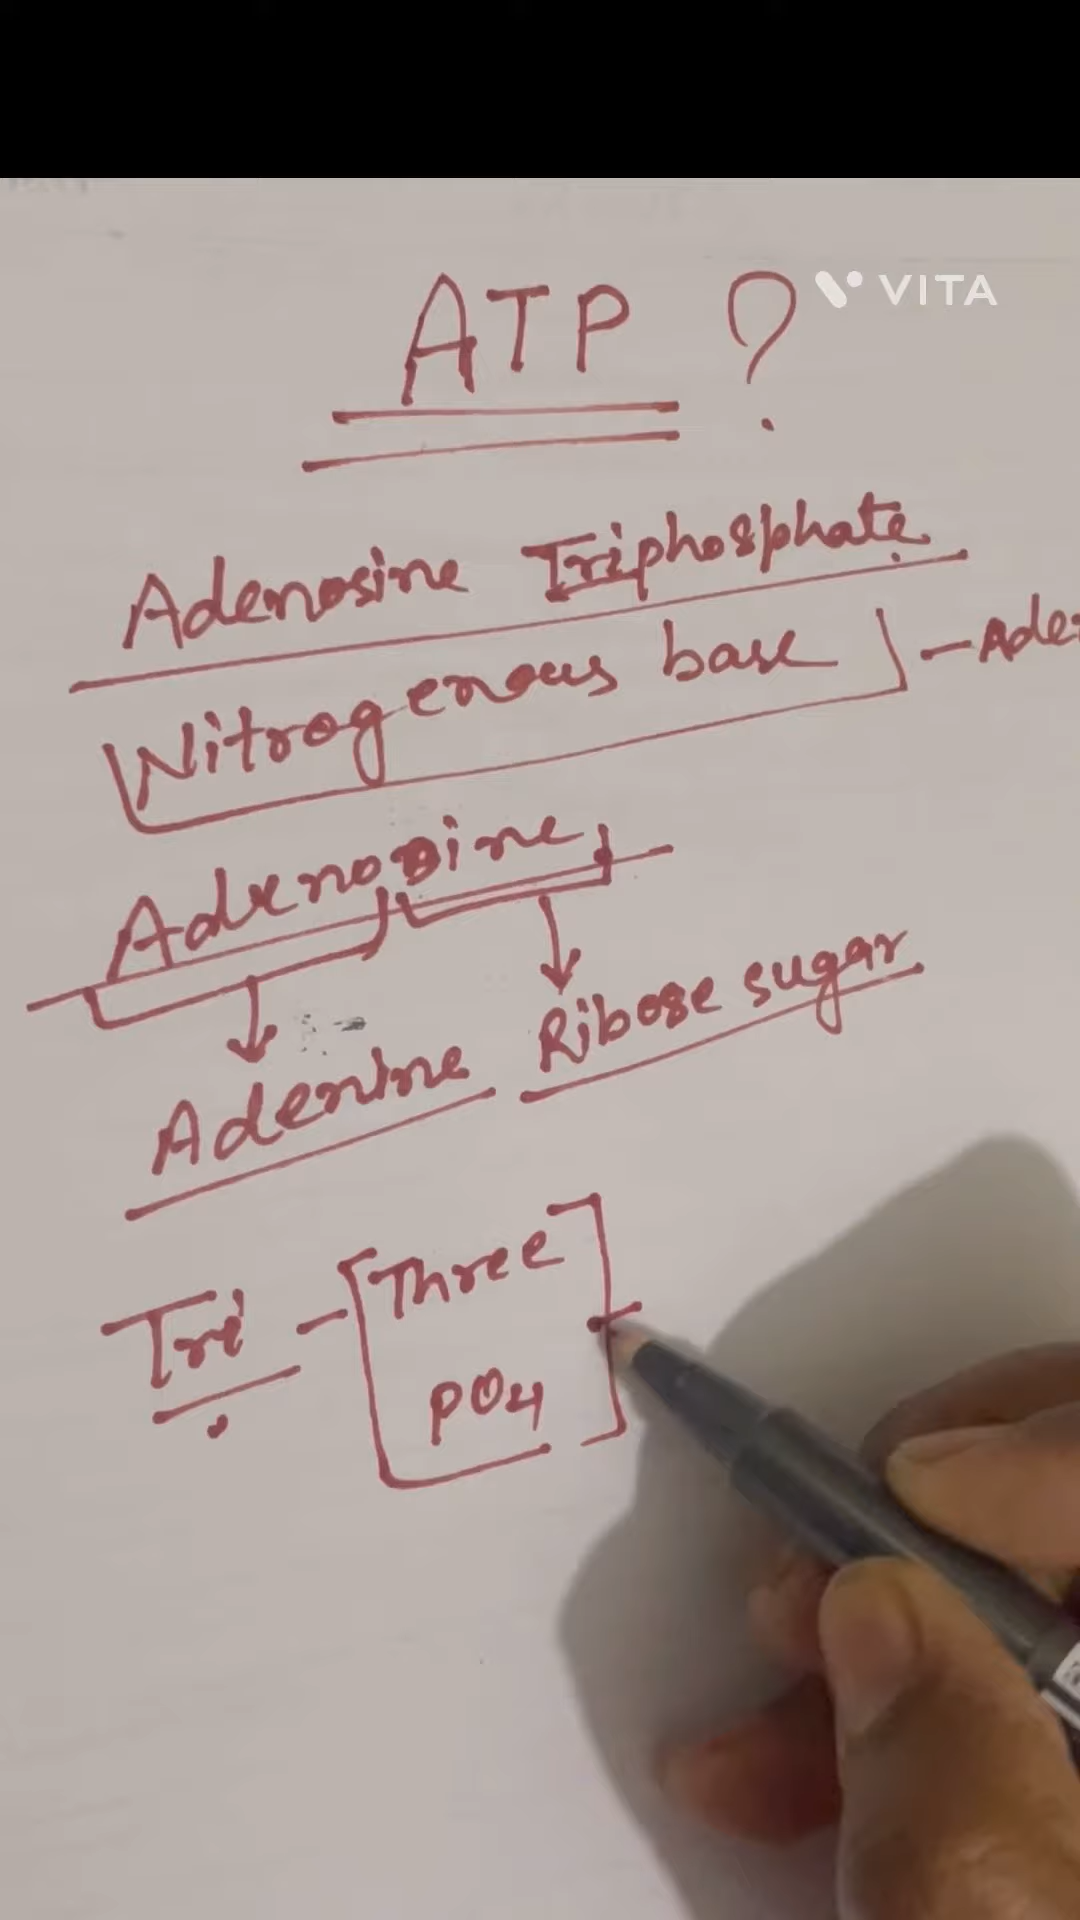 VITA
ATP ?
Adenosine Triphosphate
Nitrogenous base - Ade
Adenosine
Adenine Ribose sugar
Tri - Three
PO4